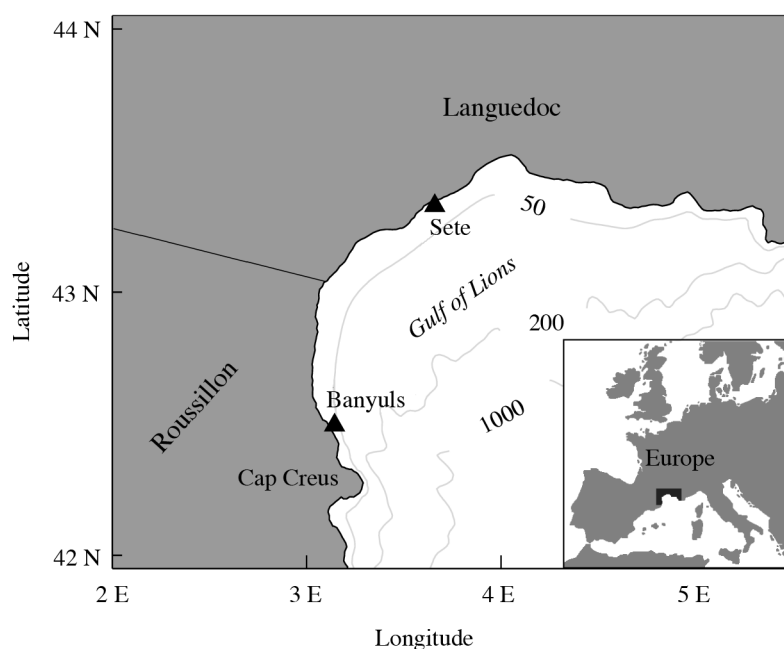 44 N
Languedoc
50
Sete
Gulf of Lions
43 N
Latitude
200
Roussillon
Banyuls
1000
Europe
Cap Creus
42 N
2 E
3 E
4 E
5 E
Longitude